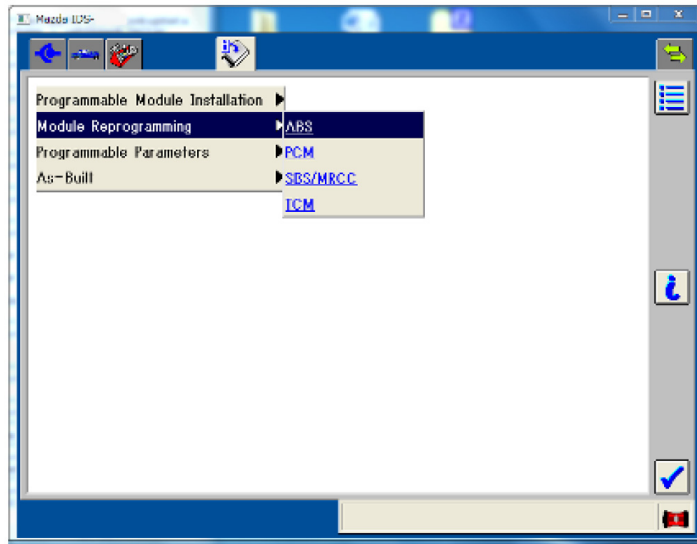 Mazda IDS-
Programmable Module Installation
Module Reprogramming
Programmable Parameters
As-Built
ABS
PCM
SBS/MRCC
TCM